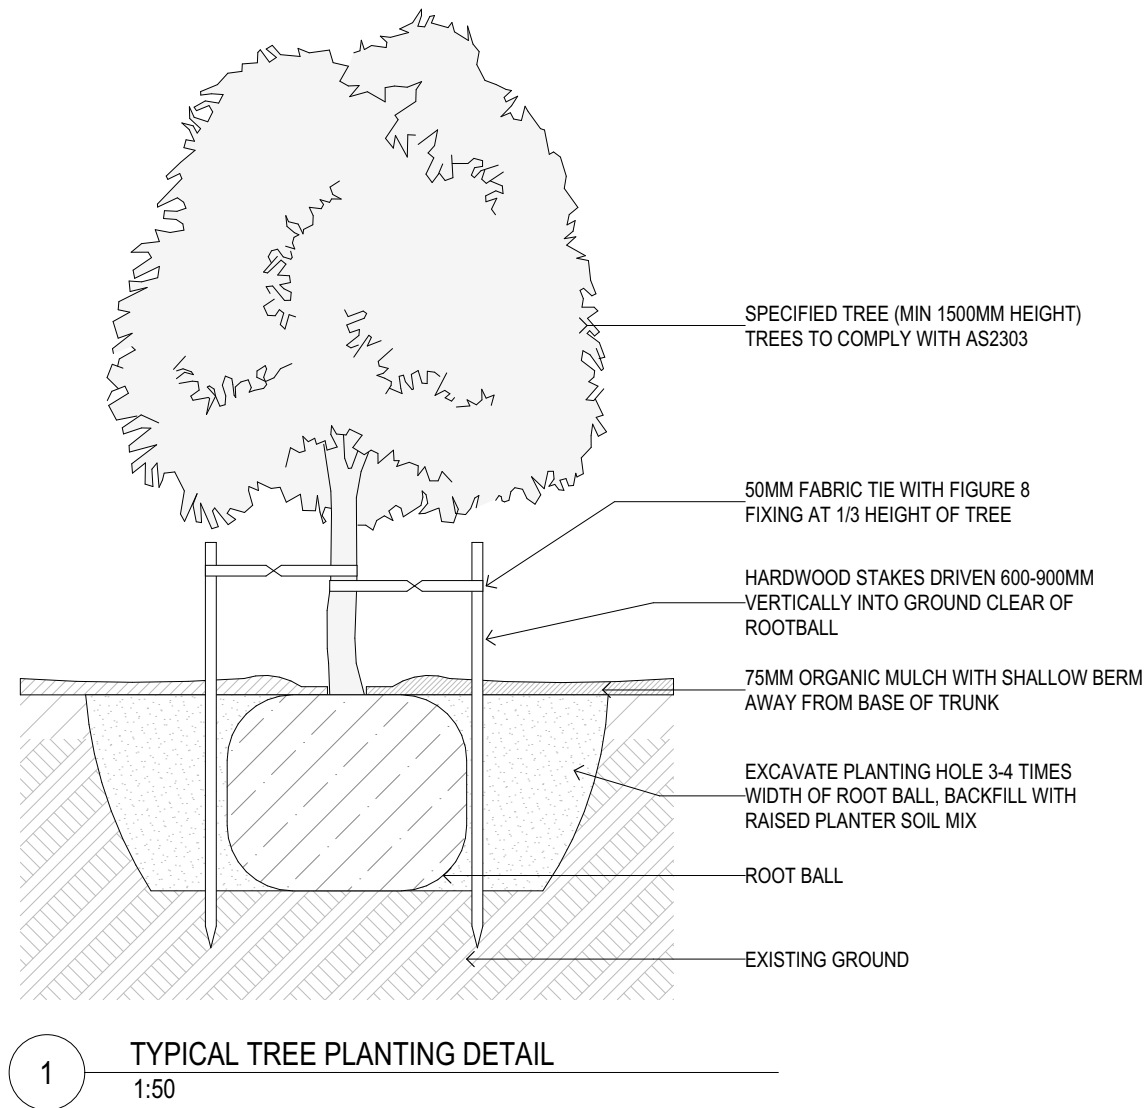 SPECIFIED TREE (MIN 1500MM HEIGHT)
TREES TO COMPLY WITH AS2303
50MM FABRIC TIE WITH FIGURE 8
FIXING AT 1/3 HEIGHT OF TREE
HARDWOOD STAKES DRIVEN 600-900MM
VERTICALLY INTO GROUND CLEAR OF
ROOTBALL
75MM ORGANIC MULCH WITH SHALLOW BERM
AWAY FROM BASE OF TRUNK
EXCAVATE PLANTING HOLE 3-4 TIMES
WIDTH OF ROOT BALL, BACKFILL WITH
RAISED PLANTER SOIL MIX
ROOT BALL
EXISTING GROUND
1
TYPICAL TREE PLANTING DETAIL
1:50